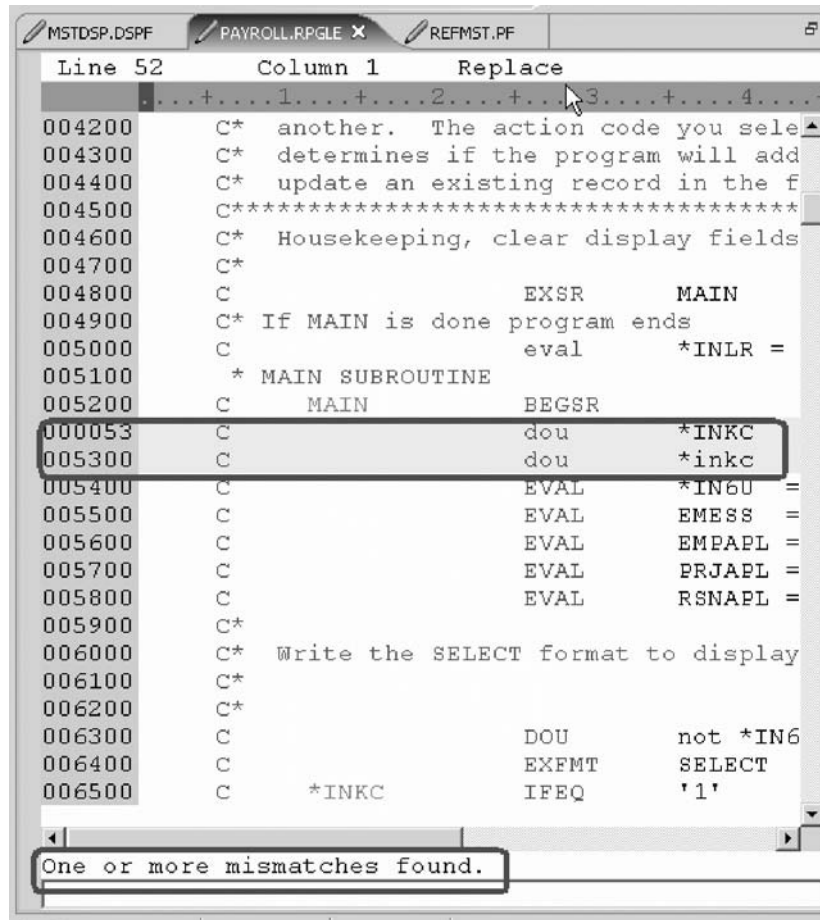 MSTDSP.DSPF PAYROLL.RPGLE REFMST.PF
Line 52 Column 1 Replace
....+....1....+....2....+....3....+....4....+
004200 C* another. The action code you sele
004300 C* determines if the program will add
004400 C* update an existing record in the f
004500 C**************************************
004600 C* Housekeeping, clear display fields
004700 C*
004800 C EXSR MAIN
004900 C* If MAIN is done program ends
005000 C eval *INLR =
005100 * MAIN SUBROUTINE
005200 C MAIN BEGSR
000053 C dou *INKC
005300 C dou *inkc
005400 C EVAL *IN60 =
005500 C EVAL EMESS =
005600 C EVAL EMPAPL =
005700 C EVAL PRJAPL =
005800 C EVAL RSNAPL =
005900 C*
006000 C* Write the SELECT format to display
006100 C*
006200 C*
006300 C DOU not *IN6
006400 C EXFMT SELECT
006500 C *INKC IFEQ '1'
One or more mismatches found.